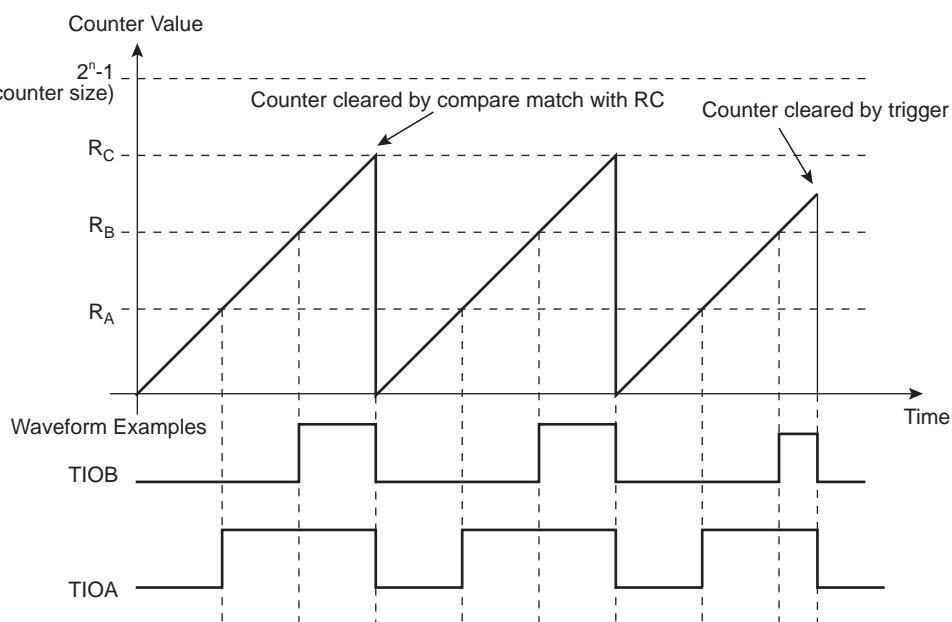 Counter Value
2ⁿ-1
counter size)
Counter cleared by compare match with RC
Counter cleared by trigger
R_C
R_B
R_A
Time
Waveform Examples
TIOB
TIOA